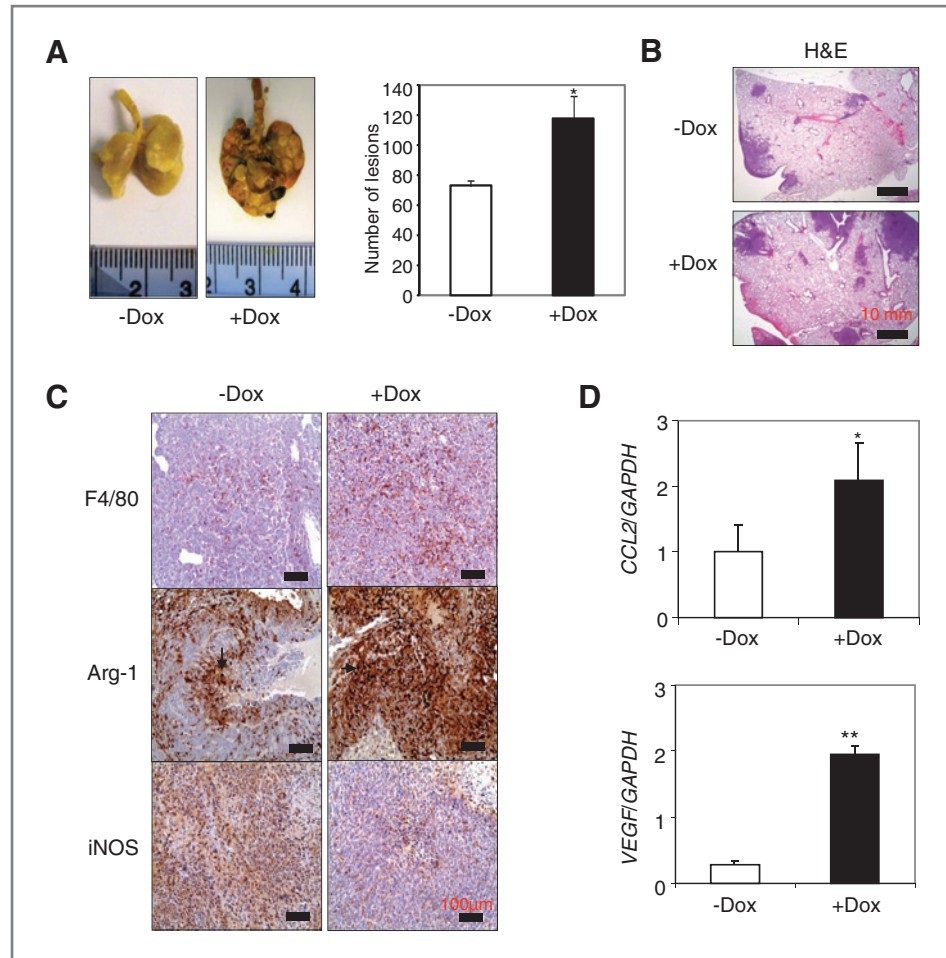 A
-Dox
+Dox
2 3
2 3 4
Number of lesions
140
120
100
80
60
40
20
0
*
-Dox
+Dox
B
H&E
-Dox
+Dox
10 mm
C
-Dox
+Dox
F4/80
Arg-1
iNOS
100µm
D
CCL2/GAPDH
3
2
1
0
*
-Dox
+Dox
VEGF/GAPDH
3
2
1
0
**
-Dox
+Dox